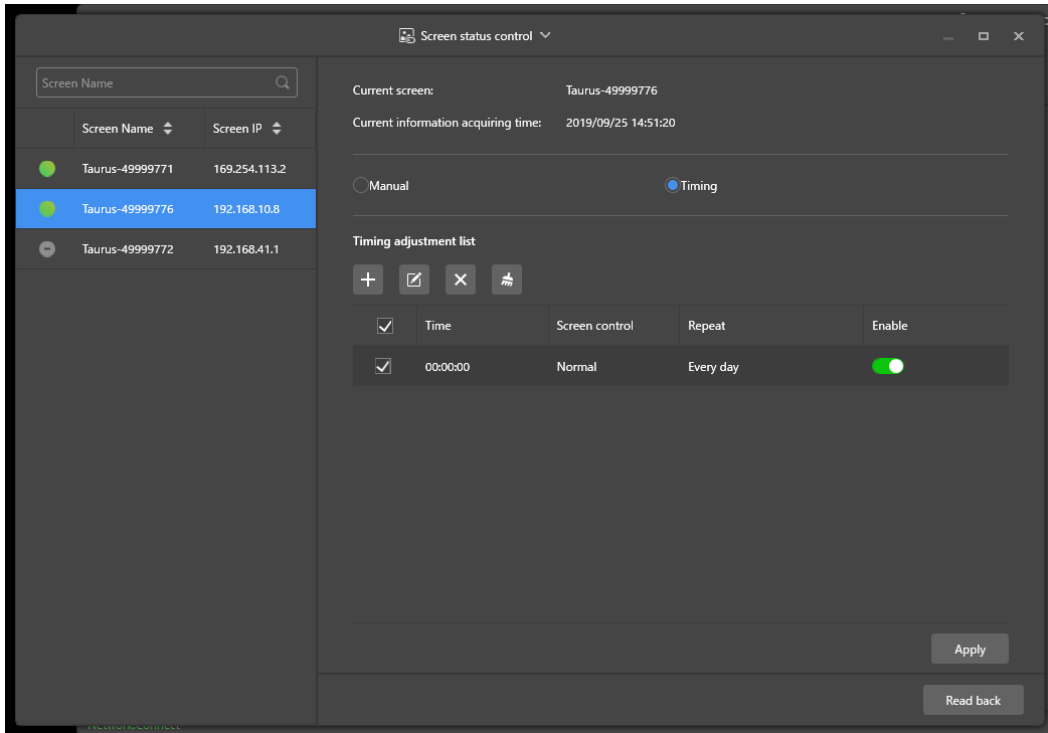 Screen status control
Screen Name
Screen Name Screen IP
Taurus-49999771 169.254.113.2
Taurus-49999776 192.168.10.8
Taurus-49999772 192.168.41.1
Current screen: Taurus-49999776
Current information acquiring time: 2019/09/25 14:51:20
Manual Timing
Timing adjustment list
Time Screen control Repeat Enable
00:00:00 Normal Every day
Apply
Read back